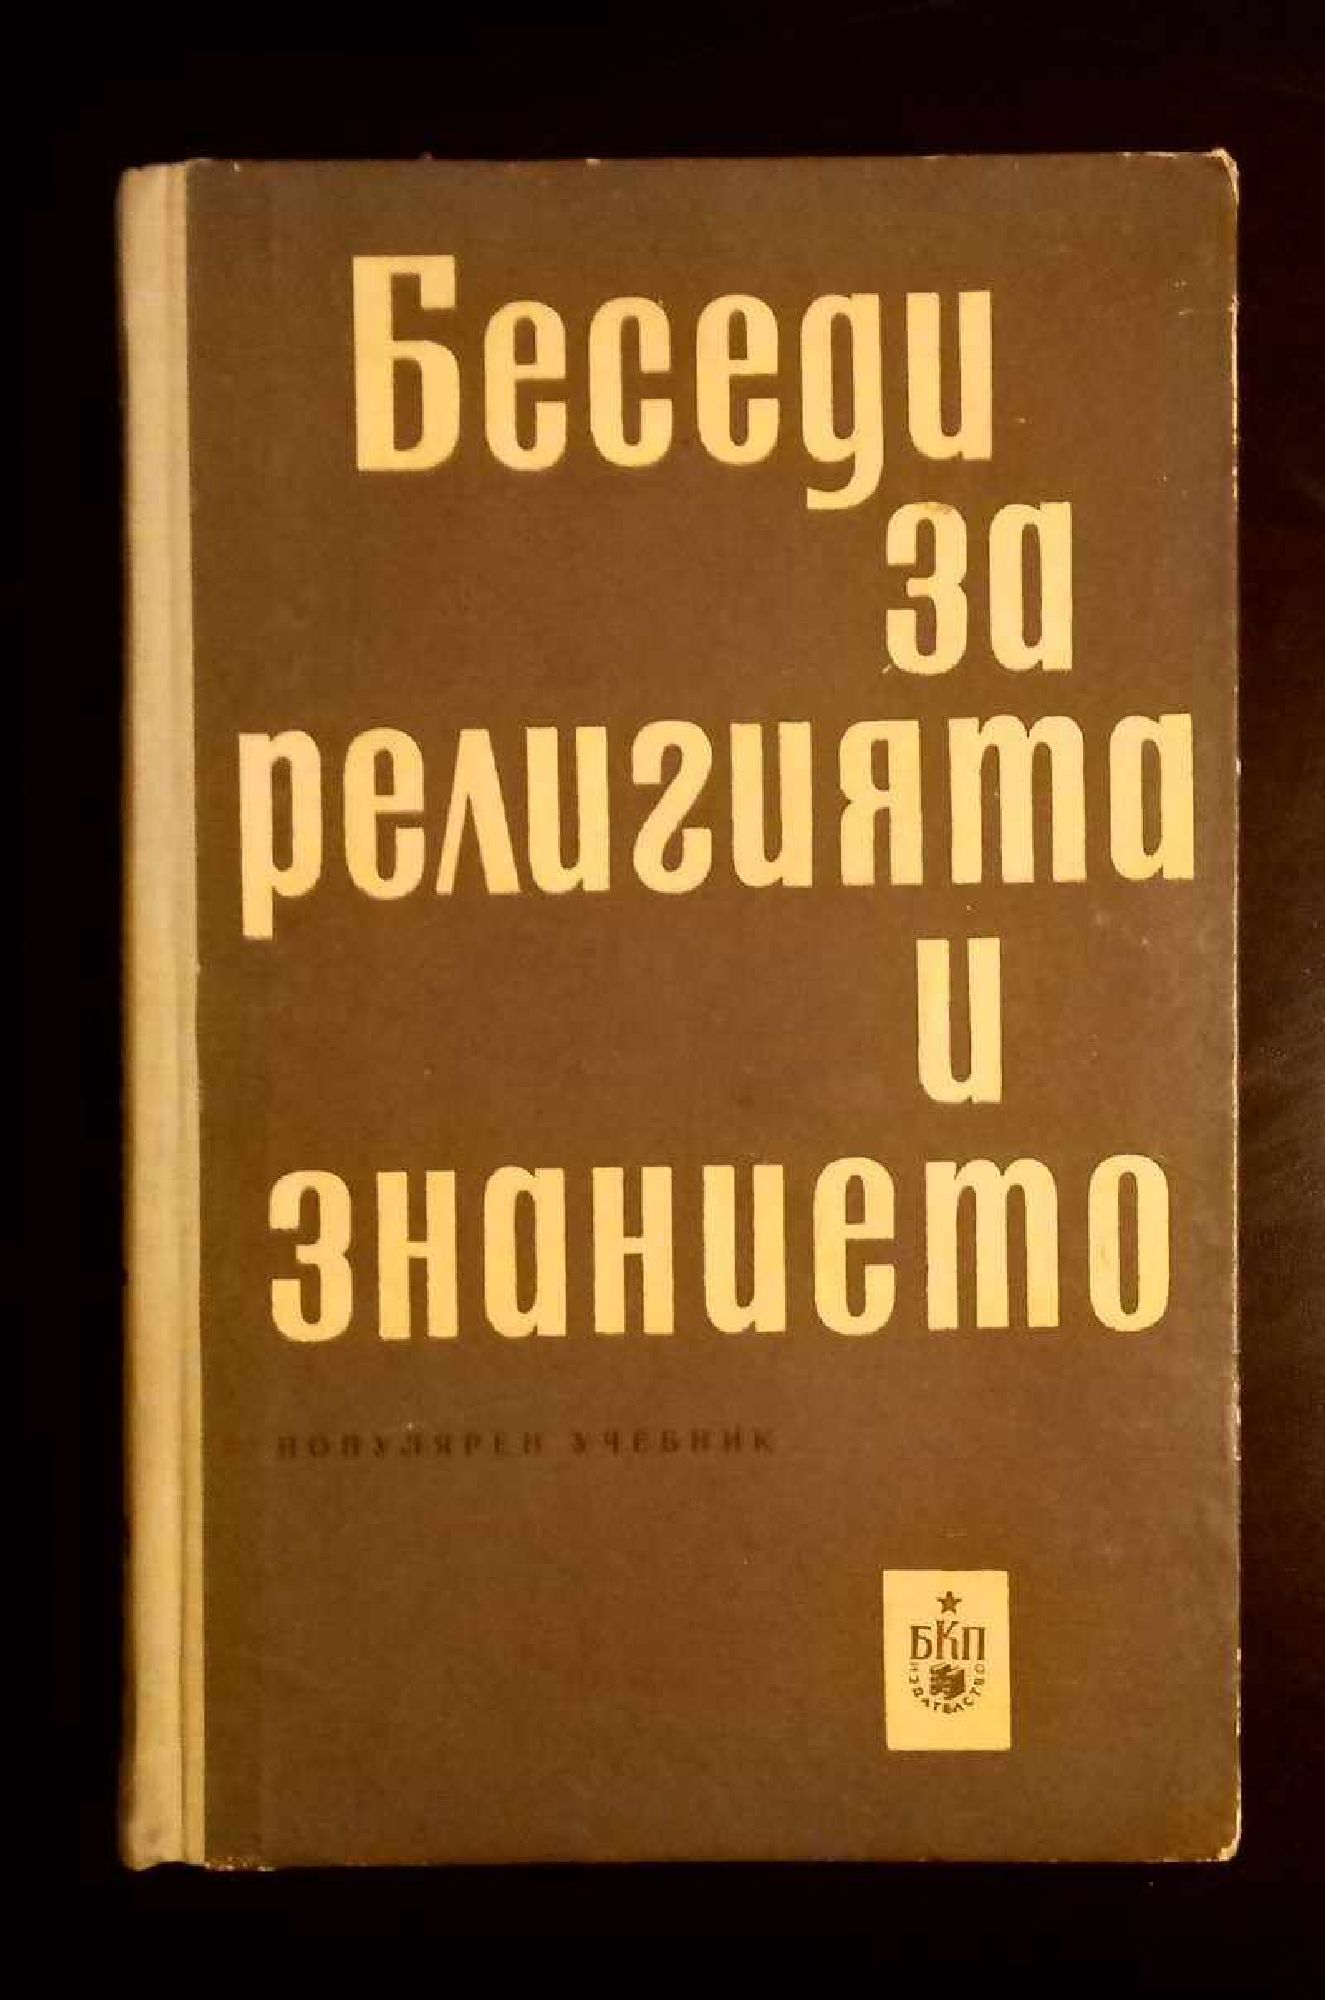 Беседи
за
религията
и
знанието
ПОПУЛЯРЕН УЧЕБНИК
БКП
ИЗДАТЕЛСТВО